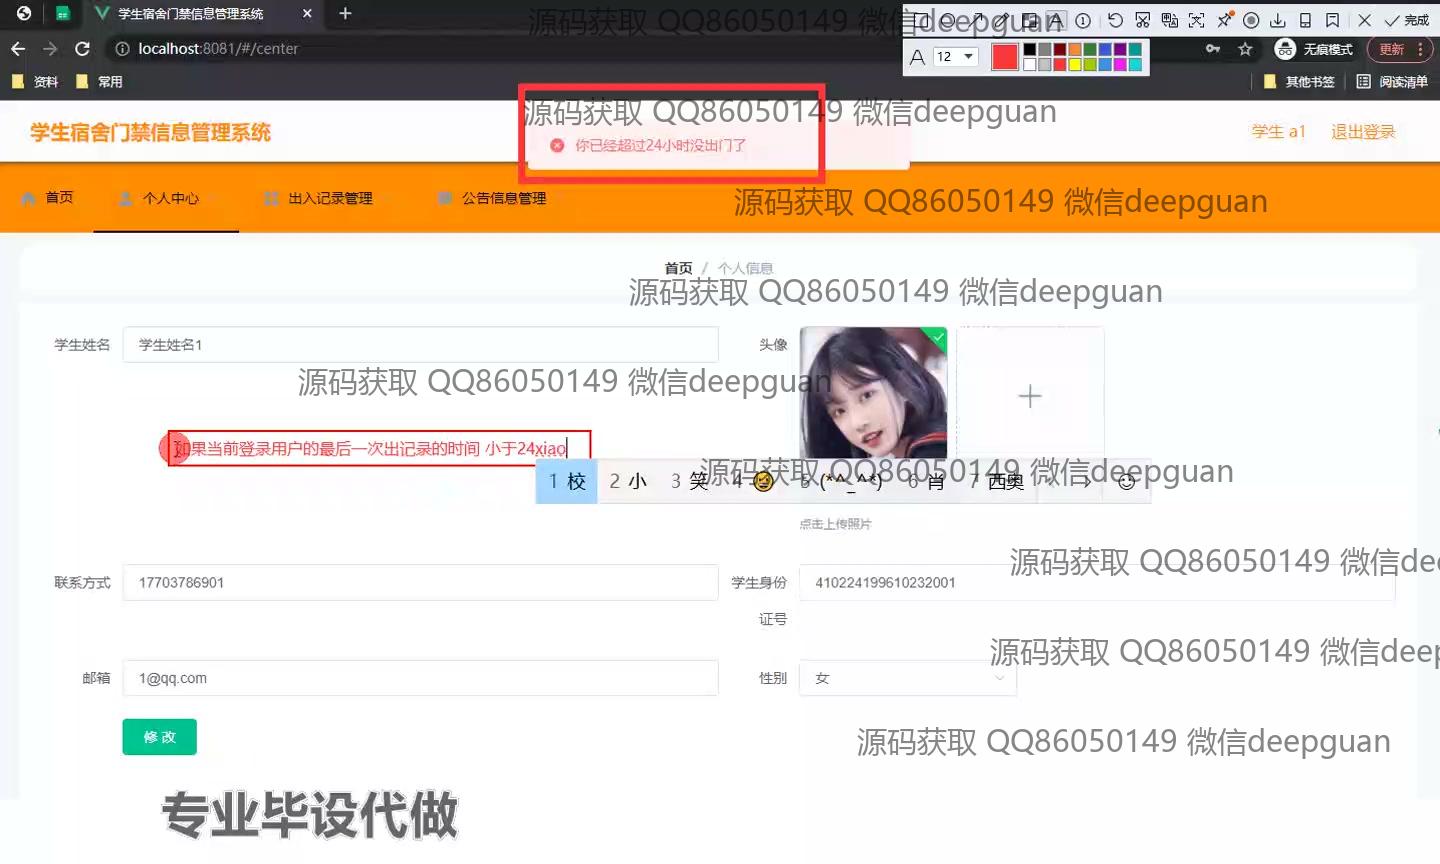 学生宿舍门禁信息管理系统
源码获取 QQ86050149 微信deepguan
完成
localhost:8081/#/center
A 12
无痕模式
更新
资料
常用
其他书签
阅读清单
源码获取 QQ86050149 微信deepguan
学生宿舍门禁信息管理系统
你已经超过24小时没出门了
学生 a1
退出登录
首页
个人中心
出入记录管理
公告信息管理
源码获取 QQ86050149 微信deepguan
首页 / 个人信息
源码获取 QQ86050149 微信deepguan
学生姓名
学生姓名1
头像
源码获取 QQ86050149 微信deepguan
如果当前登录用户的最后一次出记录的时间 小于24xiao
源码获取 QQ86050149 微信deepguan
1 校 2 小 3 笑 4 5 (*^_^*) 6 肖 7 西奥
点击上传照片
源码获取 QQ86050149 微信de
联系方式
17703786901
学生身份证号
410224199610232001
源码获取 QQ86050149 微信deep
邮箱
1@qq.com
性别
女
修改
源码获取 QQ86050149 微信deepguan
专业毕设代做